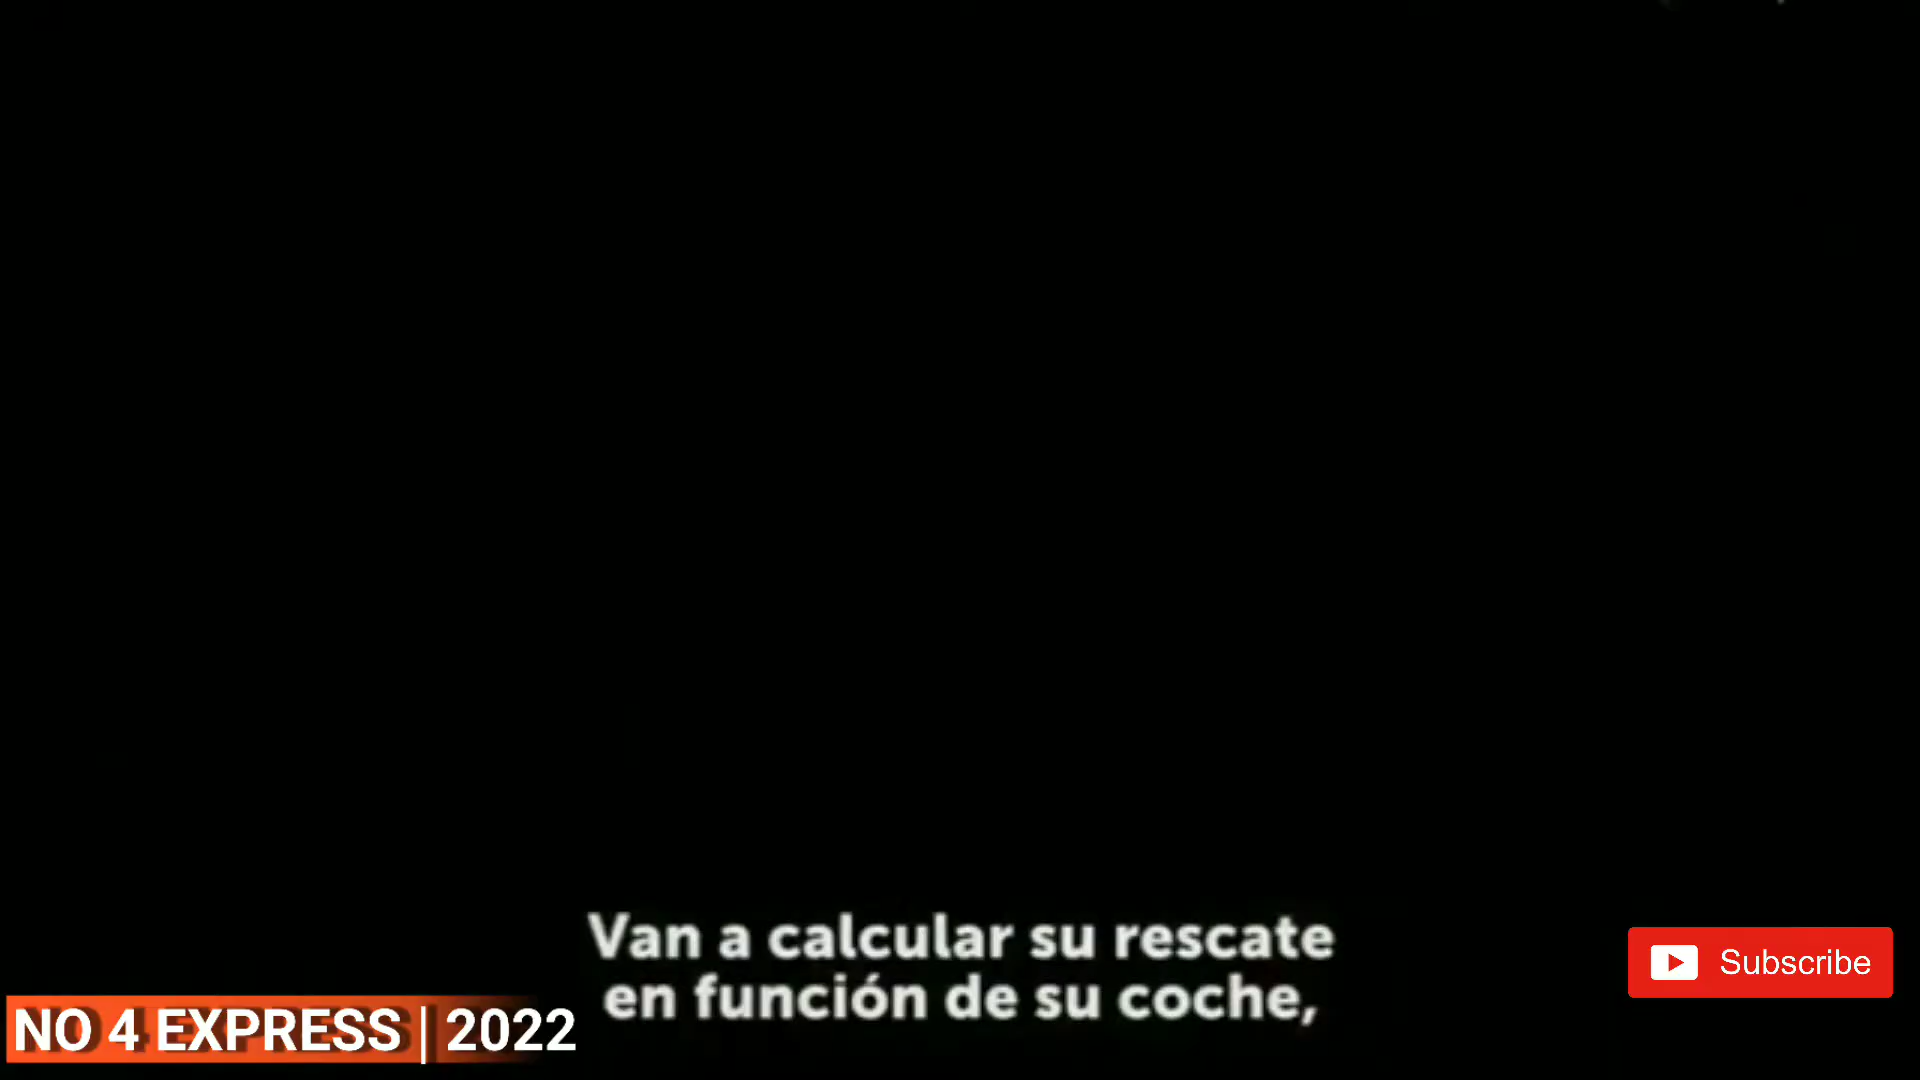 Van a calcular su rescate
en función de su coche,
Subscribe
NO 4 EXPRESS | 2022